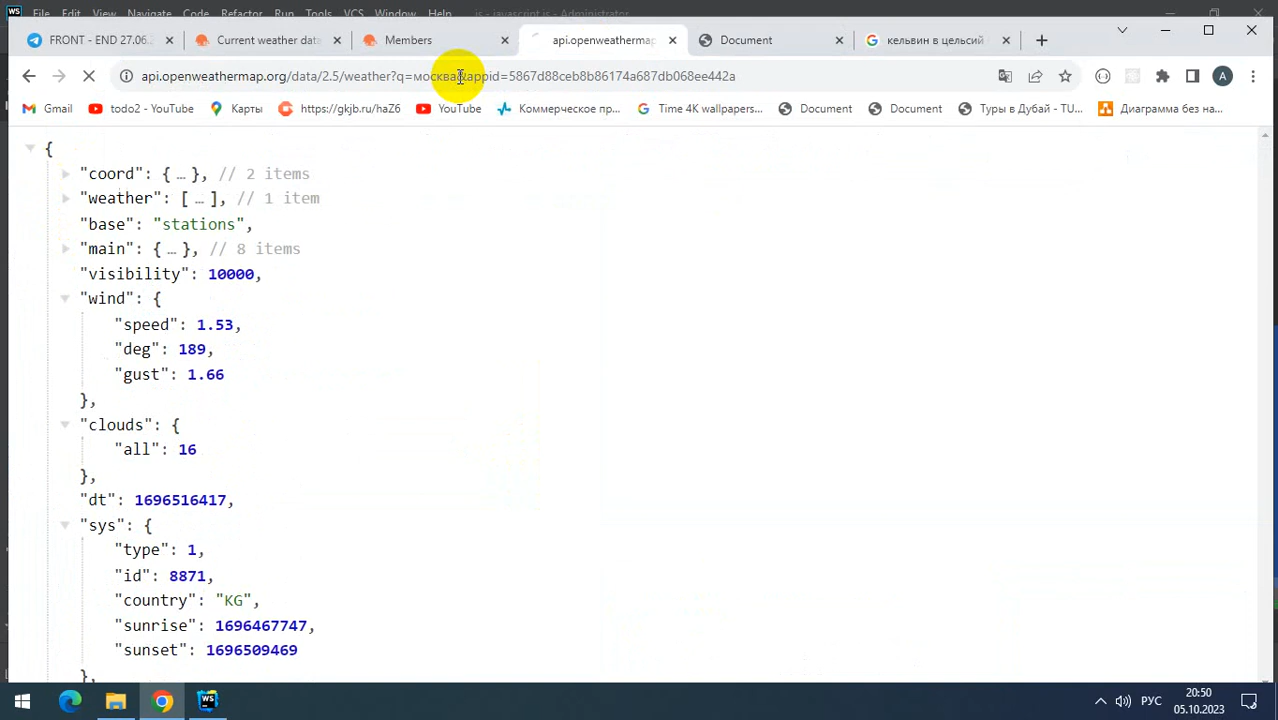 File Edit View Navigate Code Refactor Run Tools VCS Window Help js - javascript.js - Administrator
FRONT - END 27.06.2
Current weather data
Members
api.openweathermap
Document
кельвин в цельсий
api.openweathermap.org/data/2.5/weather?q=москва&appid=5867d88ceb8b86174a687db068ee442a
Gmail
todo2 - YouTube
Карты
https://gkjb.ru/haZ6
YouTube
Коммерческое пр...
Time 4K wallpapers...
Document
Document
Туры в Дубай - TU...
Диаграмма без на...
{
"coord": { … }, // 2 items
"weather": [ … ], // 1 item
"base": "stations",
"main": { … }, // 8 items
"visibility": 10000,
"wind": {
"speed": 1.53,
"deg": 189,
"gust": 1.66
},
"clouds": {
"all": 16
},
"dt": 1696516417,
"sys": {
"type": 1,
"id": 8871,
"country": "KG",
"sunrise": 1696467747,
"sunset": 1696509469
},
РУС
20:50
05.10.2023